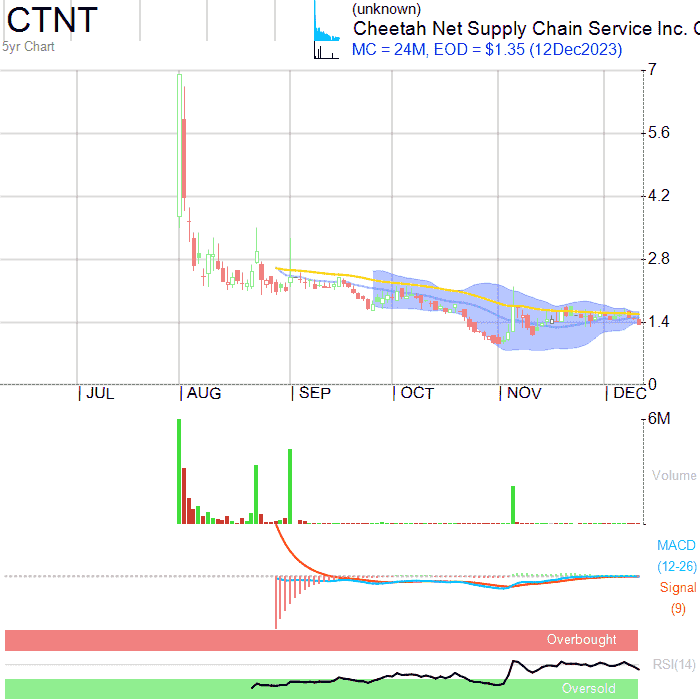 CTNT
5yr Chart
(unknown)
Cheetah Net Supply Chain Service Inc. C
MC = 24M, EOD = $1.35 (12Dec2023)
7
5.6
4.2
2.8
1.4
0
JUL
AUG
SEP
OCT
NOV
DEC
6M
Volume
MACD
(12-26)
Signal
(9)
Overbought
RSI(14)
Oversold